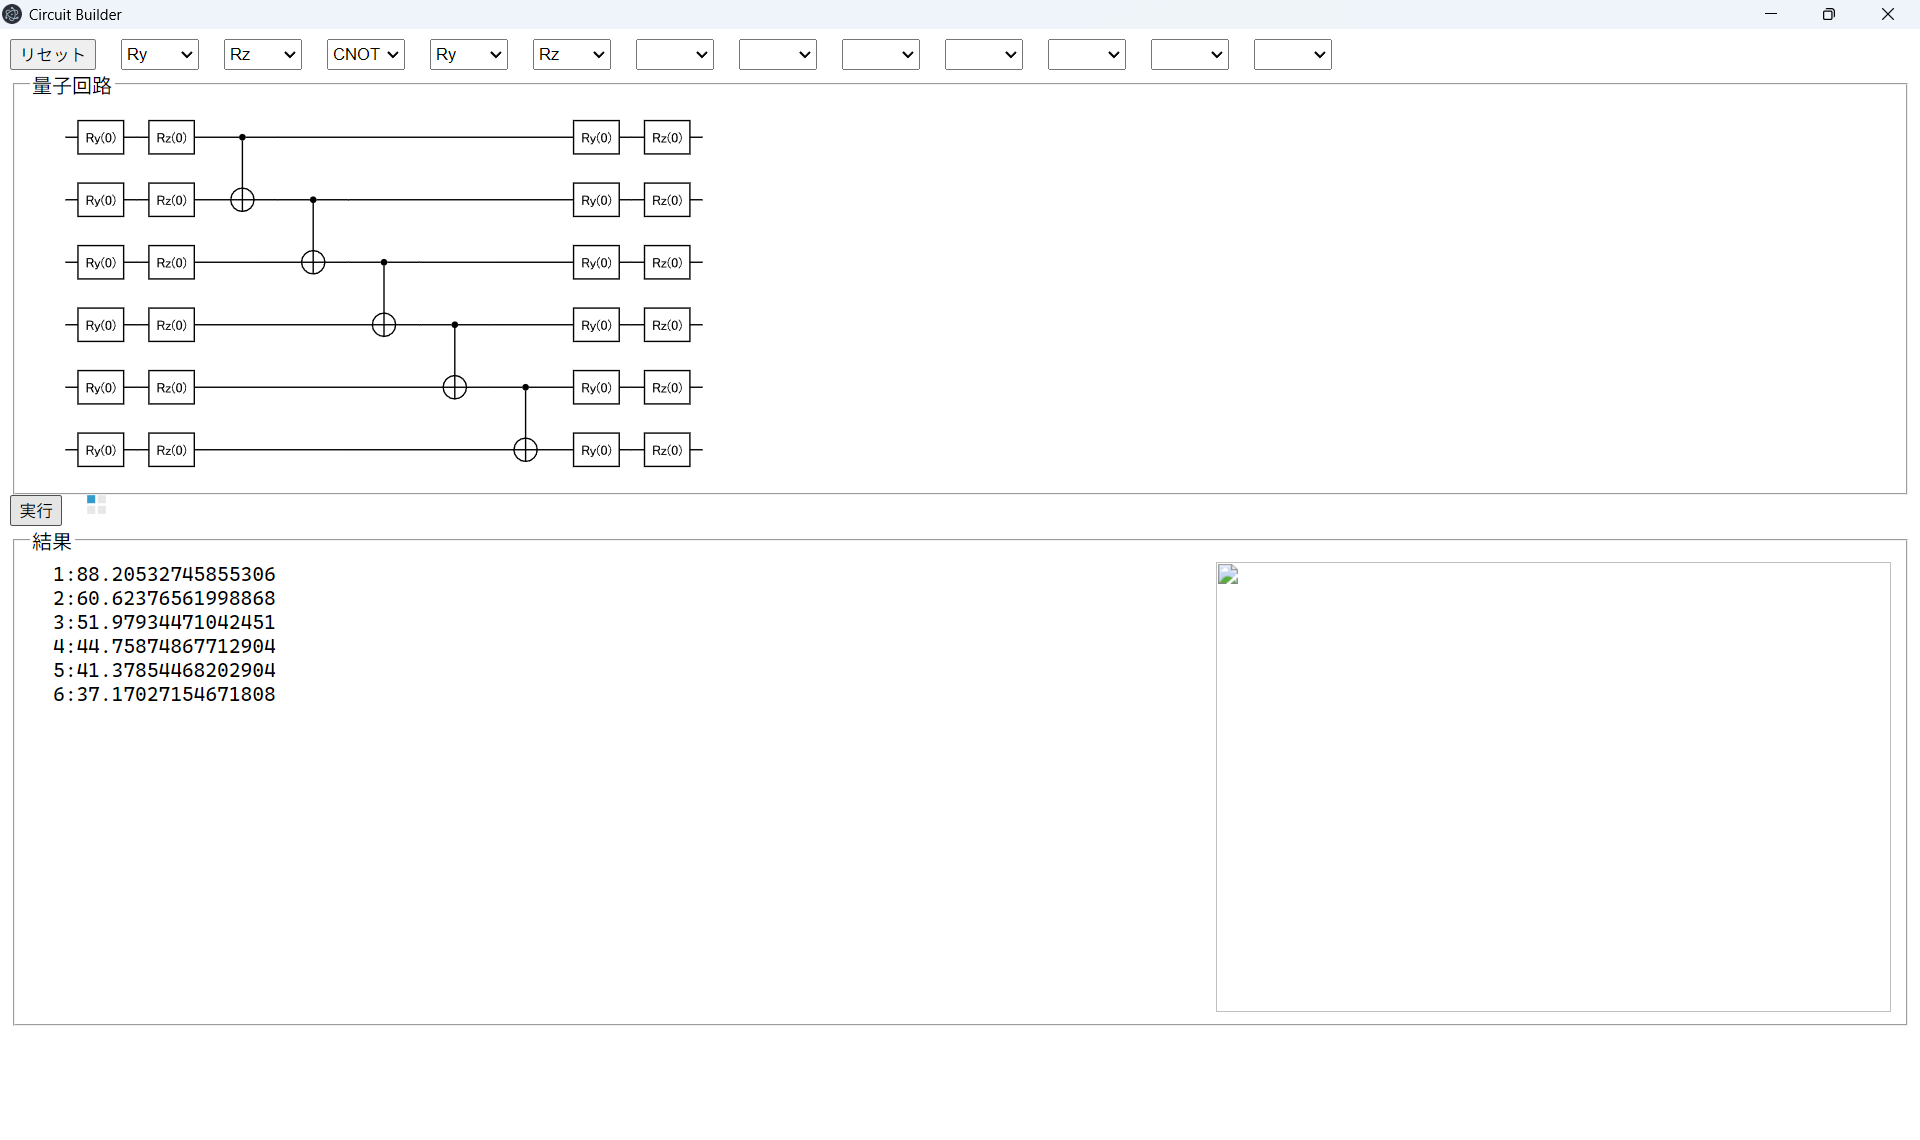 Circuit Builder
リセット Ry Rz CNOT Ry Rz
量子回路
Ry(0) Rz(0) Ry(0) Rz(0)
Ry(0) Rz(0) Ry(0) Rz(0)
Ry(0) Rz(0) Ry(0) Rz(0)
Ry(0) Rz(0) Ry(0) Rz(0)
Ry(0) Rz(0) Ry(0) Rz(0)
Ry(0) Rz(0) Ry(0) Rz(0)
実行
結果
1:88.20532745855306
2:60.62376561998868
3:51.97934471042451
4:44.75874867712904
5:41.37854468202904
6:37.17027154671808